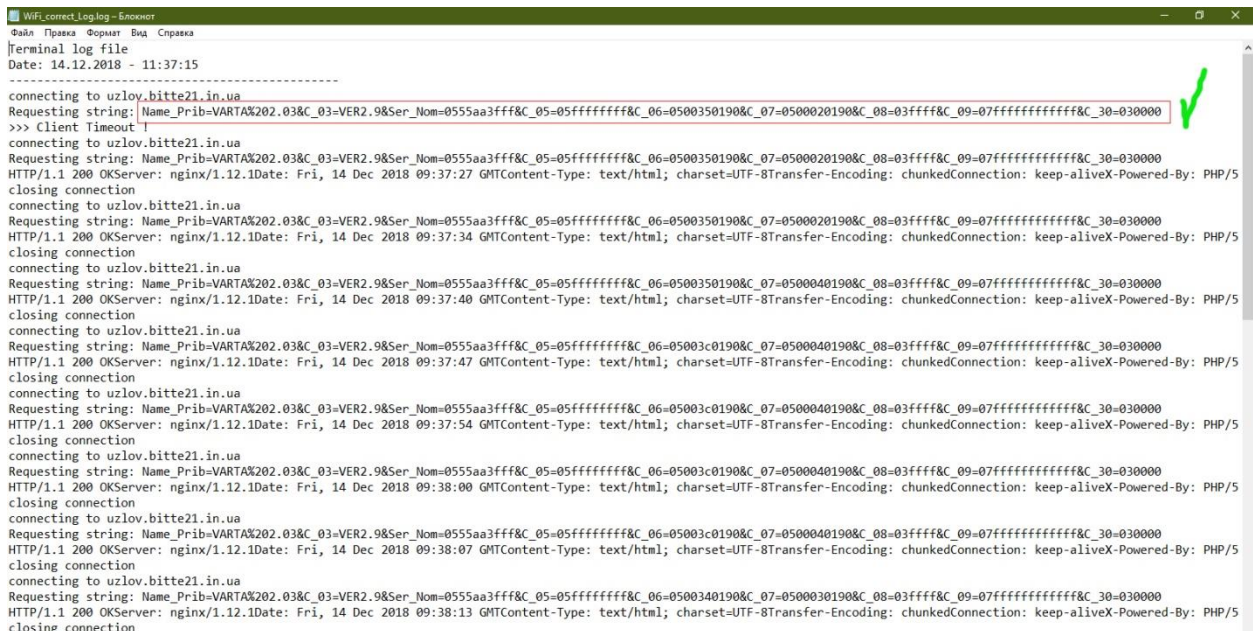 WiFi_correct_Log.log – Блокнот
Файл Правка Формат Вид Справка
Terminal log file
Date: 14.12.2018 - 11:37:15
-----------------------------------------------
connecting to uzlov.bitte21.in.ua
Requesting string: Name_Prib=VARTA%202.03&C_03=VER2.9&Ser_Nom=0555aa3fff&C_05=05ffffffff&C_06=0500350190&C_07=0500020190&C_08=03ffff&C_09=07ffffffffffff&C_30=030000
>>> Client Timeout !
connecting to uzlov.bitte21.in.ua
Requesting string: Name_Prib=VARTA%202.03&C_03=VER2.9&Ser_Nom=0555aa3fff&C_05=05ffffffff&C_06=0500350190&C_07=0500020190&C_08=03ffff&C_09=07ffffffffffff&C_30=030000
HTTP/1.1 200 OKServer: nginx/1.12.1Date: Fri, 14 Dec 2018 09:37:27 GMTContent-Type: text/html; charset=UTF-8Transfer-Encoding: chunkedConnection: keep-aliveX-Powered-By: PHP/5
closing connection
connecting to uzlov.bitte21.in.ua
Requesting string: Name_Prib=VARTA%202.03&C_03=VER2.9&Ser_Nom=0555aa3fff&C_05=05ffffffff&C_06=0500350190&C_07=0500020190&C_08=03ffff&C_09=07ffffffffffff&C_30=030000
HTTP/1.1 200 OKServer: nginx/1.12.1Date: Fri, 14 Dec 2018 09:37:34 GMTContent-Type: text/html; charset=UTF-8Transfer-Encoding: chunkedConnection: keep-aliveX-Powered-By: PHP/5
closing connection
connecting to uzlov.bitte21.in.ua
Requesting string: Name_Prib=VARTA%202.03&C_03=VER2.9&Ser_Nom=0555aa3fff&C_05=05ffffffff&C_06=0500350190&C_07=0500040190&C_08=03ffff&C_09=07ffffffffffff&C_30=030000
HTTP/1.1 200 OKServer: nginx/1.12.1Date: Fri, 14 Dec 2018 09:37:40 GMTContent-Type: text/html; charset=UTF-8Transfer-Encoding: chunkedConnection: keep-aliveX-Powered-By: PHP/5
closing connection
connecting to uzlov.bitte21.in.ua
Requesting string: Name_Prib=VARTA%202.03&C_03=VER2.9&Ser_Nom=0555aa3fff&C_05=05ffffffff&C_06=05003c0190&C_07=0500040190&C_08=03ffff&C_09=07ffffffffffff&C_30=030000
HTTP/1.1 200 OKServer: nginx/1.12.1Date: Fri, 14 Dec 2018 09:37:47 GMTContent-Type: text/html; charset=UTF-8Transfer-Encoding: chunkedConnection: keep-aliveX-Powered-By: PHP/5
closing connection
connecting to uzlov.bitte21.in.ua
Requesting string: Name_Prib=VARTA%202.03&C_03=VER2.9&Ser_Nom=0555aa3fff&C_05=05ffffffff&C_06=05003c0190&C_07=0500040190&C_08=03ffff&C_09=07ffffffffffff&C_30=030000
HTTP/1.1 200 OKServer: nginx/1.12.1Date: Fri, 14 Dec 2018 09:37:54 GMTContent-Type: text/html; charset=UTF-8Transfer-Encoding: chunkedConnection: keep-aliveX-Powered-By: PHP/5
closing connection
connecting to uzlov.bitte21.in.ua
Requesting string: Name_Prib=VARTA%202.03&C_03=VER2.9&Ser_Nom=0555aa3fff&C_05=05ffffffff&C_06=05003c0190&C_07=0500040190&C_08=03ffff&C_09=07ffffffffffff&C_30=030000
HTTP/1.1 200 OKServer: nginx/1.12.1Date: Fri, 14 Dec 2018 09:38:00 GMTContent-Type: text/html; charset=UTF-8Transfer-Encoding: chunkedConnection: keep-aliveX-Powered-By: PHP/5
closing connection
connecting to uzlov.bitte21.in.ua
Requesting string: Name_Prib=VARTA%202.03&C_03=VER2.9&Ser_Nom=0555aa3fff&C_05=05ffffffff&C_06=05003c0190&C_07=0500040190&C_08=03ffff&C_09=07ffffffffffff&C_30=030000
HTTP/1.1 200 OKServer: nginx/1.12.1Date: Fri, 14 Dec 2018 09:38:07 GMTContent-Type: text/html; charset=UTF-8Transfer-Encoding: chunkedConnection: keep-aliveX-Powered-By: PHP/5
closing connection
connecting to uzlov.bitte21.in.ua
Requesting string: Name_Prib=VARTA%202.03&C_03=VER2.9&Ser_Nom=0555aa3fff&C_05=05ffffffff&C_06=0500340190&C_07=0500030190&C_08=03ffff&C_09=07ffffffffffff&C_30=030000
HTTP/1.1 200 OKServer: nginx/1.12.1Date: Fri, 14 Dec 2018 09:38:13 GMTContent-Type: text/html; charset=UTF-8Transfer-Encoding: chunkedConnection: keep-aliveX-Powered-By: PHP/5
closing connection